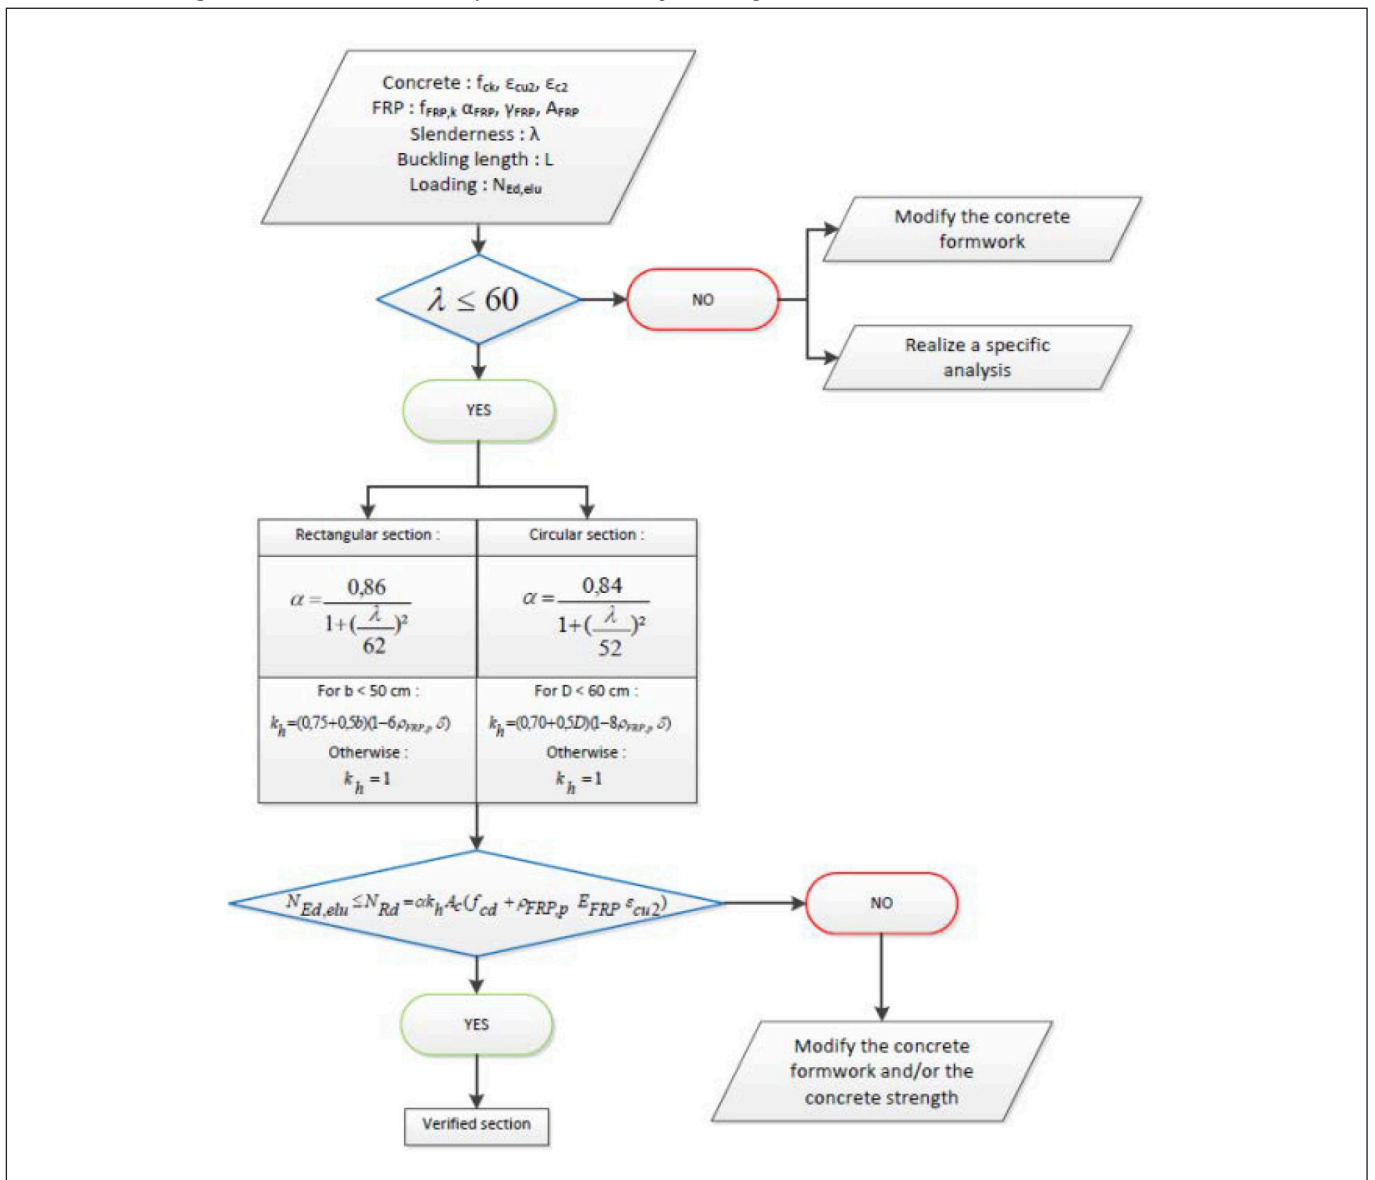 Concrete : fck, εcu2, εc2
FRP : fFRP,k αFRP, γFRP, AFRP
Slenderness : λ
Buckling length : L
Loading : NEd,elu
Modify the concrete
formwork
λ ≤ 60
NO
Realize a specific
analysis
YES
Rectangular section :
Circular section :
α = 0,86 / 1+(λ/62)²
α = 0,84 / 1+(λ/52)²
For b < 50 cm :
kh=(0,75+0,5b)(1−6ρFRP,p δ)
Otherwise :
kh =1
For D < 60 cm :
kh=(0,70+0,5D)(1−8ρFRP,p δ)
Otherwise :
kh =1
NEd,elu ≤ NRd = αkhAc(fcd + ρFRP,p EFRP εcu2)
NO
YES
Modify the concrete
formwork and/or the
concrete strength
Verified section